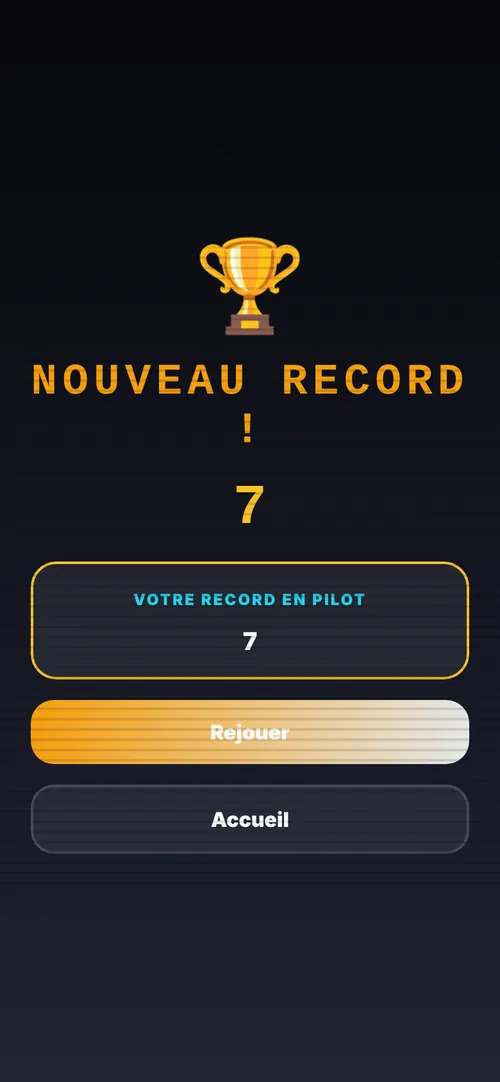 NOUVEAU RECORD
!
7
VOTRE RECORD EN PILOT
7
Rejouer
Accueil